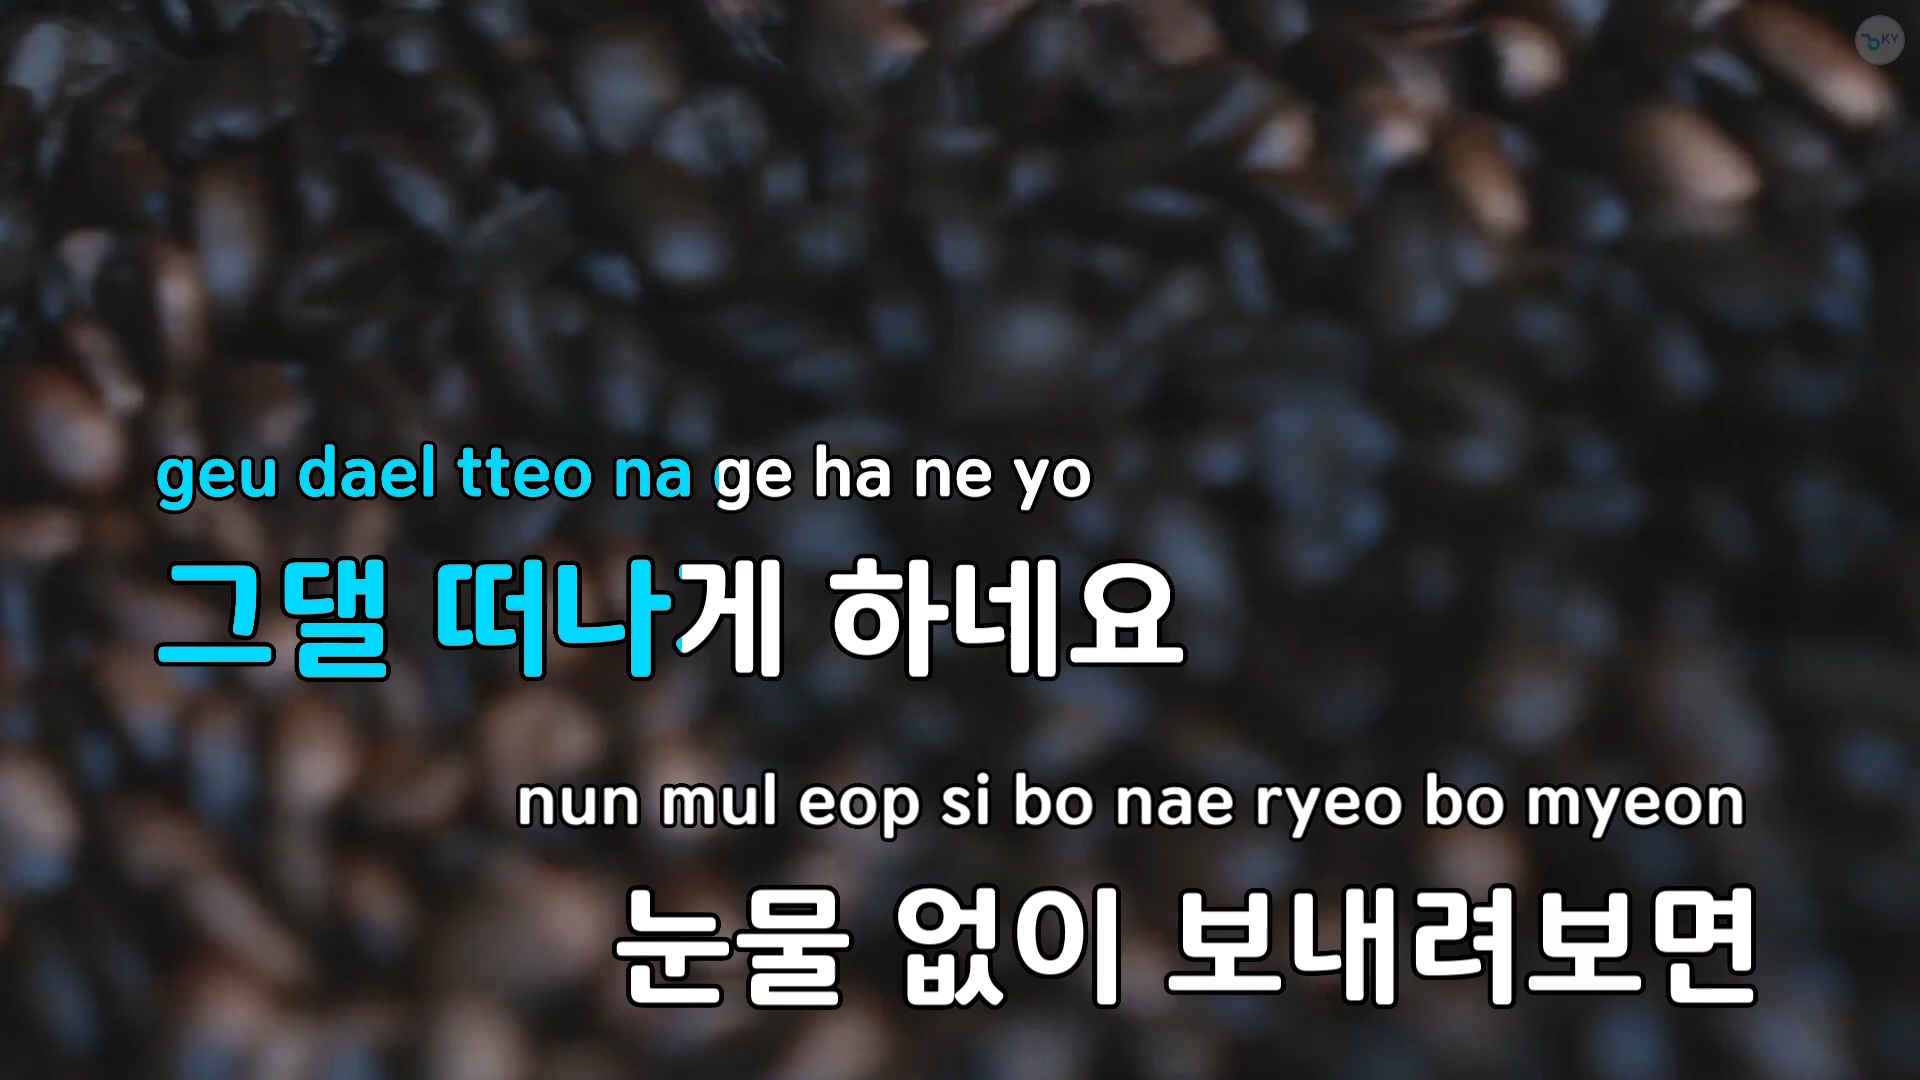 KY
geu dael tteo na ge ha ne yo
그댈 떠나게 하네요
nun mul eop si bo nae ryeo bo myeon
눈물 없이 보내려보면